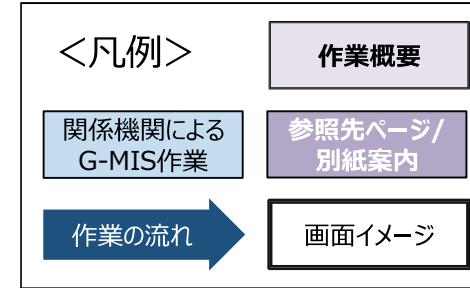 ＜凡例＞
作業概要
関係機関による
G-MIS作業
参照先ページ/
別紙案内
作業の流れ
画面イメージ